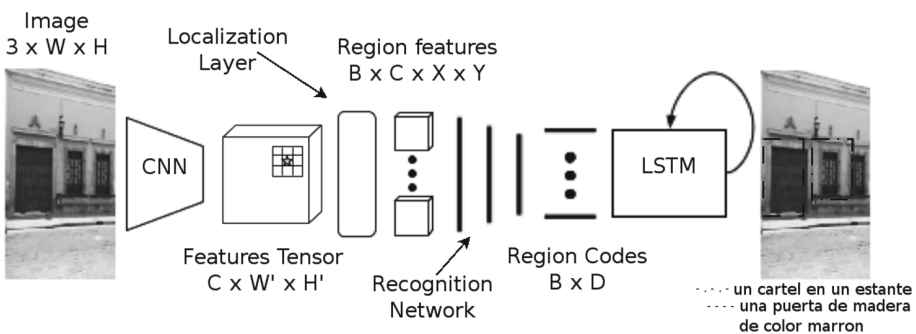 Image
3 x W x H
Localization
Layer
Region features
B x C x X x Y
CNN
LSTM
Features Tensor
C x W' x H'
Recognition
Network
Region Codes
B x D
-.-.- un cartel en un estante
---- una puerta de madera
de color marron